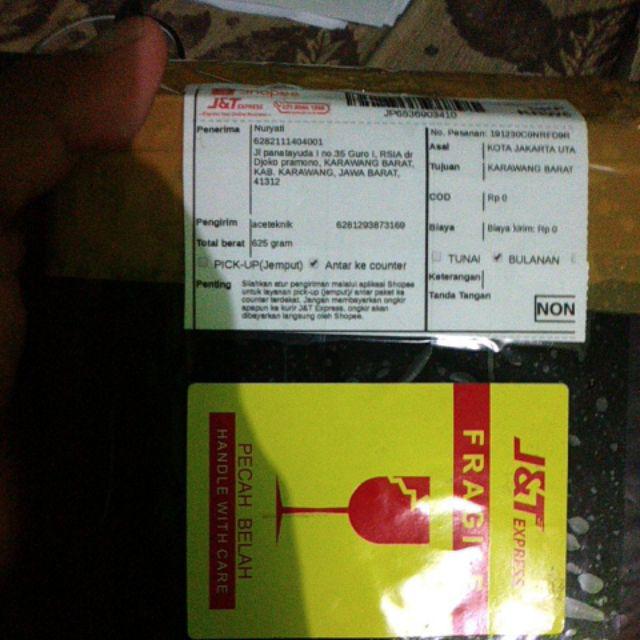 Shopee
J&T EXPRESS
JP6536903410
Penerima
Nuryati
6282111404001
Jl panatayuda I no.35 Guro I, RSIA dr
Djoko pramono, KARAWANG BARAT,
KAB. KARAWANG, JAWA BARAT,
41312
Pengirim aceteknik 6281293873169
Total berat 625 gram
PICK-UP(Jemput) Antar ke counter
Penting Silahkan atur pengiriman melalui aplikasi Shopee
untuk layanan pick-up (jemput)/ antar paket ke
counter terdekat. Jangan membayarkan ongkir
apapun ke kurir J&T Express, ongkir akan
dibayarkan langsung oleh Shopee.
No. Pesanan:
Asal KOTA JAKARTA UTA
Tujuan KARAWANG BARAT
COD Rp 0
Biaya Biaya kirim: Rp 0
TUNAI BULANAN
Keterangan
Tanda Tangan
NON
J&T EXPRESS
FRAGILE
PECAH BELAH
HANDLE WITH CARE